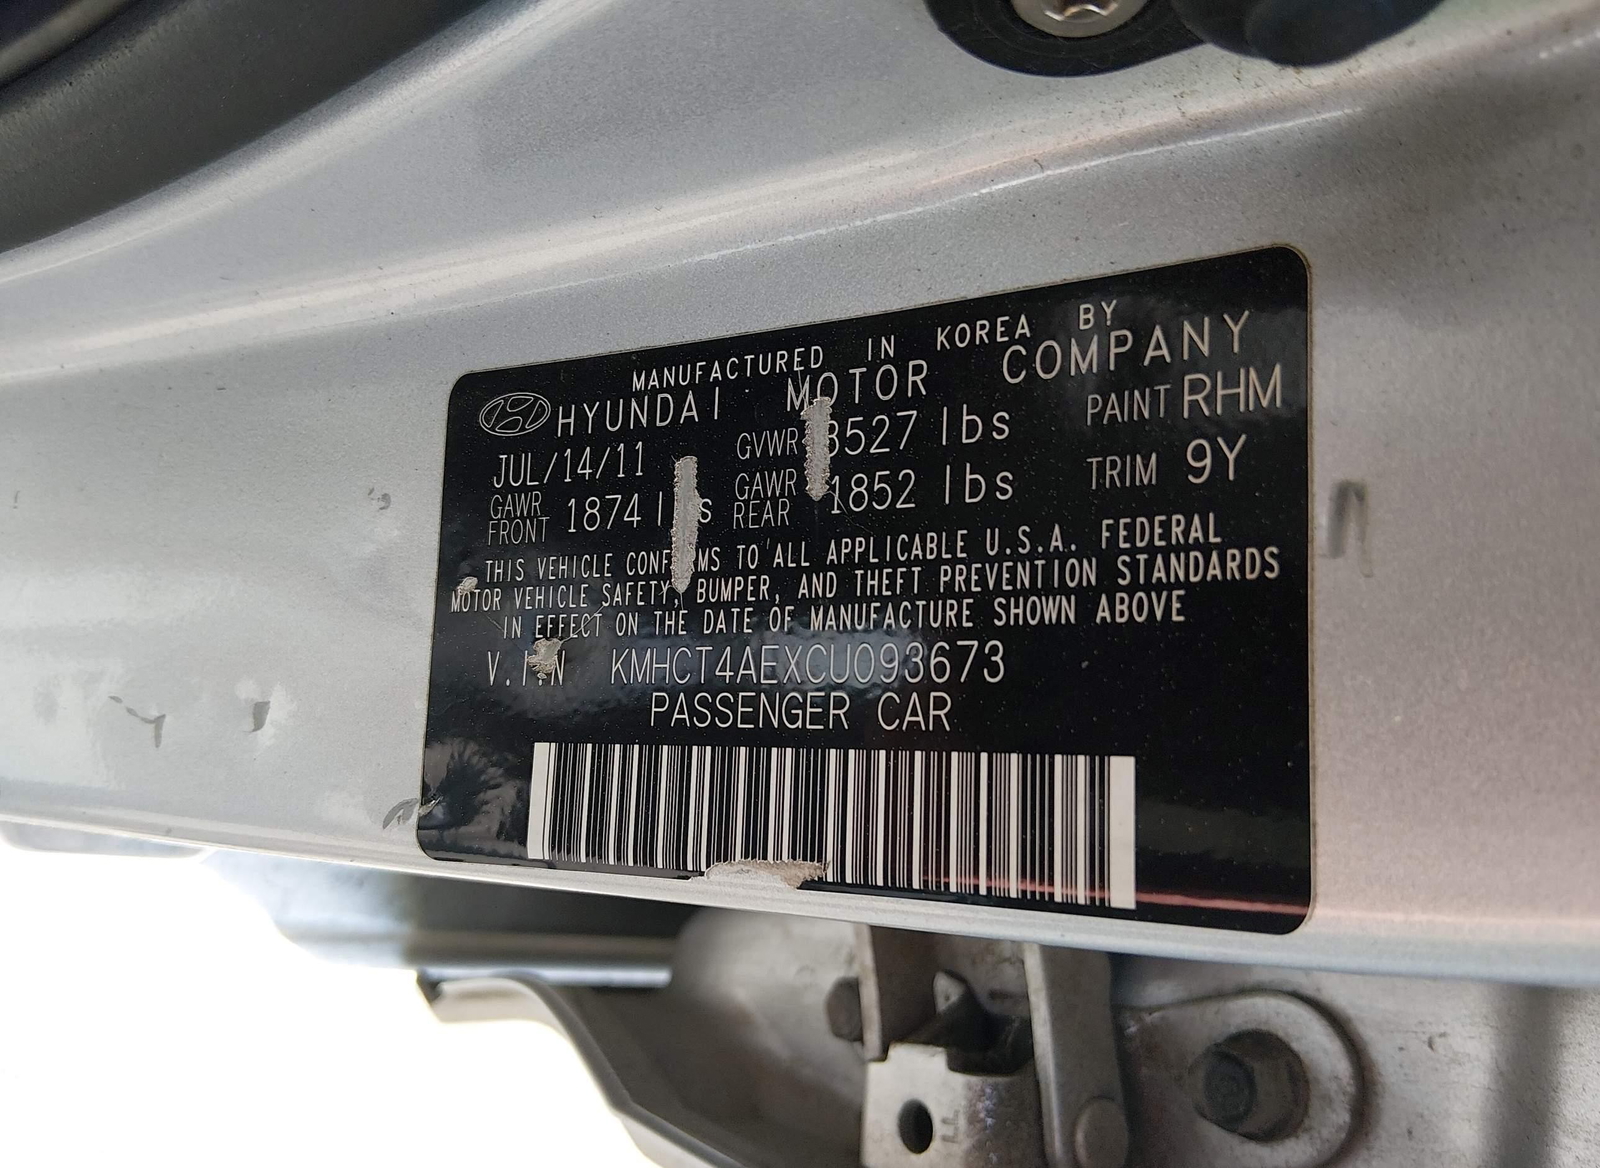 MANUFACTURED IN KOREA BY
HYUNDAI MOTOR COMPANY
JUL/14/11 GVWR 3527 lbs PAINT RHM
GAWR FRONT 1874 lbs GAWR REAR 1852 lbs TRIM 9Y
THIS VEHICLE CONFORMS TO ALL APPLICABLE U.S.A. FEDERAL
MOTOR VEHICLE SAFETY, BUMPER, AND THEFT PREVENTION STANDARDS
IN EFFECT ON THE DATE OF MANUFACTURE SHOWN ABOVE
V.I.N KMHCT4AEXCU093673
PASSENGER CAR